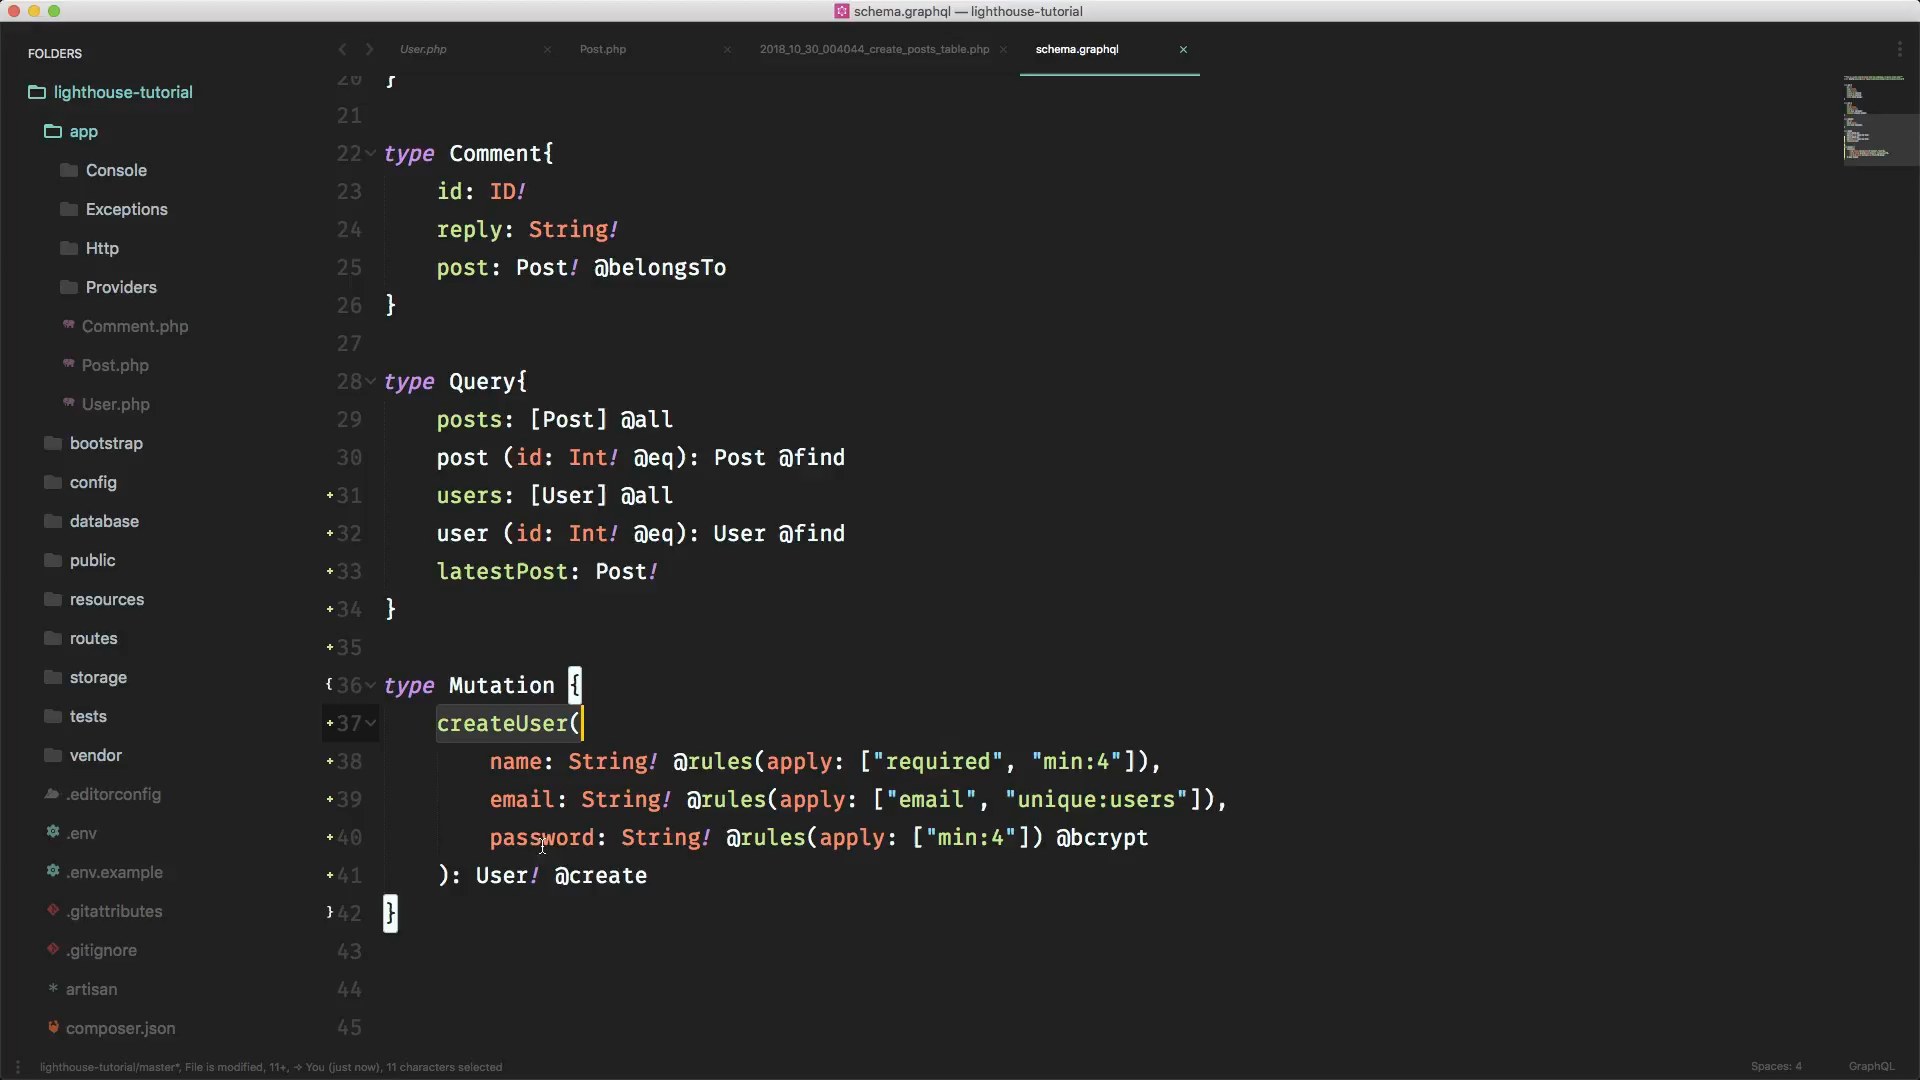 schema.graphql — lighthouse-tutorial
FOLDERS
lighthouse-tutorial
app
Console
Exceptions
Http
Providers
Comment.php
Post.php
User.php
bootstrap
config
database
public
resources
routes
storage
tests
vendor
.editorconfig
.env
.env.example
.gitattributes
.gitignore
artisan
composer.json
User.php
Post.php
2018_10_30_004044_create_posts_table.php
schema.graphql
20 }
21
22 type Comment{
23 id: ID!
24 reply: String!
25 post: Post! @belongsTo
26 }
27
28 type Query{
29 posts: [Post] @all
30 post (id: Int! @eq): Post @find
+31 users: [User] @all
+32 user (id: Int! @eq): User @find
+33 latestPost: Post!
+34 }
+35
{ 36 type Mutation {
+37 createUser(
+38 name: String! @rules(apply: ["required", "min:4"]),
+39 email: String! @rules(apply: ["email", "unique:users"]),
+40 password: String! @rules(apply: ["min:4"]) @bcrypt
+41 ): User! @create
} 42 }
43
44
45
lighthouse-tutorial/master*, File is modified, 11+, → You (just now), 11 characters selected
Spaces: 4
GraphQL